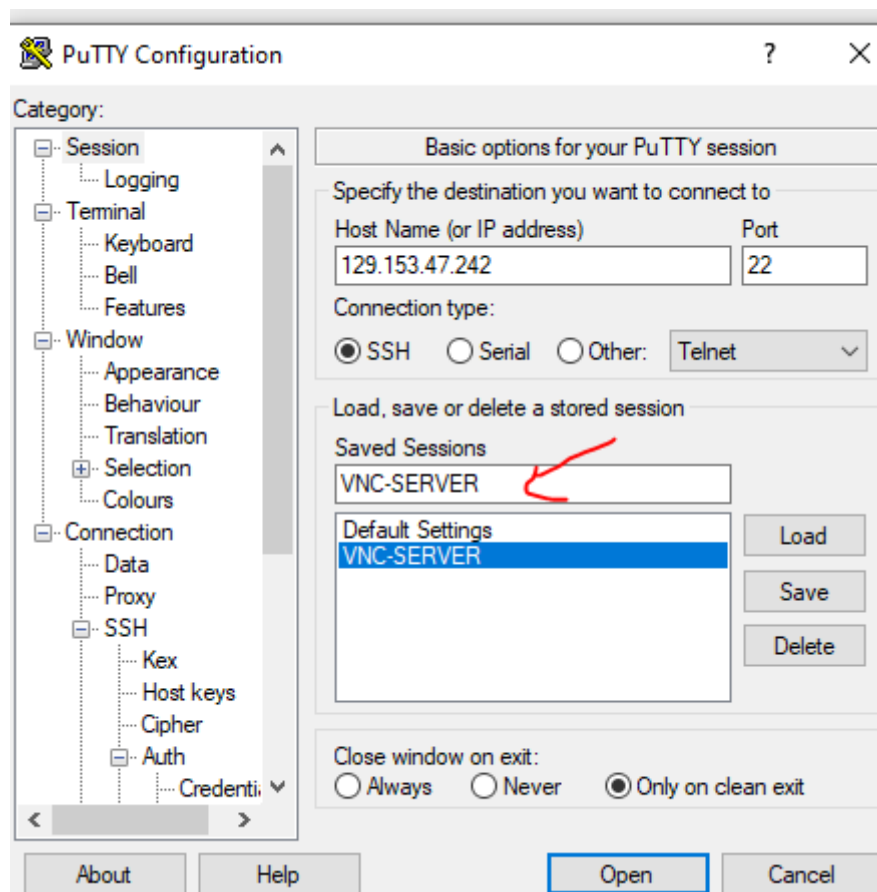 PuTTY Configuration
?
Category:
Session
Logging
Terminal
Keyboard
Bell
Features
Window
Appearance
Behaviour
Translation
Selection
Colours
Connection
Data
Proxy
SSH
Kex
Host keys
Cipher
Auth
Credenti
Basic options for your PuTTY session
Specify the destination you want to connect to
Host Name (or IP address) Port
129.153.47.242 22
Connection type:
SSH Serial Other: Telnet
Load, save or delete a stored session
Saved Sessions
VNC-SERVER
Default Settings
VNC-SERVER
Load
Save
Delete
Close window on exit:
Always Never Only on clean exit
About Help Open Cancel